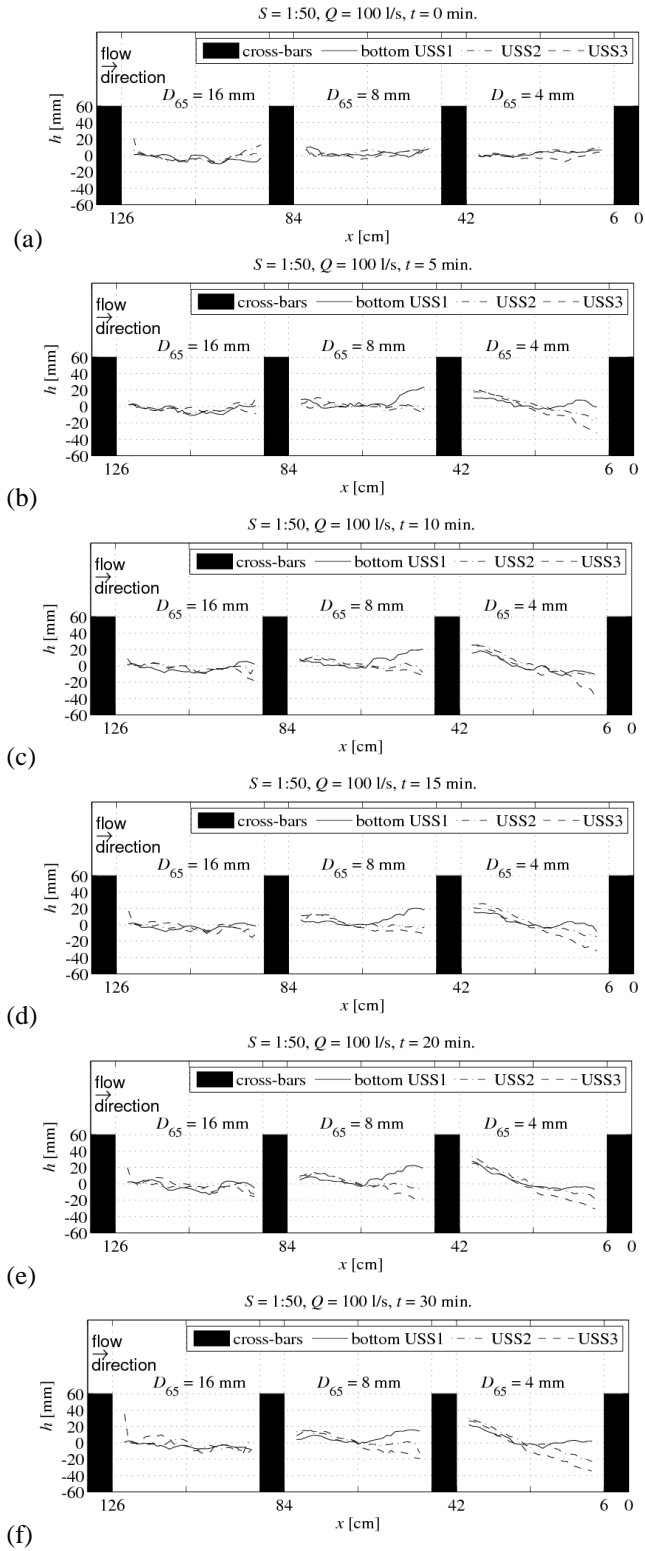 S = 1:50, Q = 100 l/s, t = 0 min.
flow
direction
cross-bars bottom USS1 USS2 USS3
D65 = 16 mm D65 = 8 mm D65 = 4 mm
h [mm]
60
40
20
0
-20
-40
-60
126 84 42 6 0
x [cm]
(a)
S = 1:50, Q = 100 l/s, t = 5 min.
flow
direction
cross-bars bottom USS1 USS2 USS3
D65 = 16 mm D65 = 8 mm D65 = 4 mm
h [mm]
60
40
20
0
-20
-40
-60
126 84 42 6 0
x [cm]
(b)
S = 1:50, Q = 100 l/s, t = 10 min.
flow
direction
cross-bars bottom USS1 USS2 USS3
D65 = 16 mm D65 = 8 mm D65 = 4 mm
h [mm]
60
40
20
0
-20
-40
-60
126 84 42 6 0
x [cm]
(c)
S = 1:50, Q = 100 l/s, t = 15 min.
flow
direction
cross-bars bottom USS1 USS2 USS3
D65 = 16 mm D65 = 8 mm D65 = 4 mm
h [mm]
60
40
20
0
-20
-40
-60
126 84 42 6 0
x [cm]
(d)
S = 1:50, Q = 100 l/s, t = 20 min.
flow
direction
cross-bars bottom USS1 USS2 USS3
D65 = 16 mm D65 = 8 mm D65 = 4 mm
h [mm]
60
40
20
0
-20
-40
-60
126 84 42 6 0
x [cm]
(e)
S = 1:50, Q = 100 l/s, t = 30 min.
flow
direction
cross-bars bottom USS1 USS2 USS3
D65 = 16 mm D65 = 8 mm D65 = 4 mm
h [mm]
60
40
20
0
-20
-40
-60
126 84 42 6 0
x [cm]
(f)